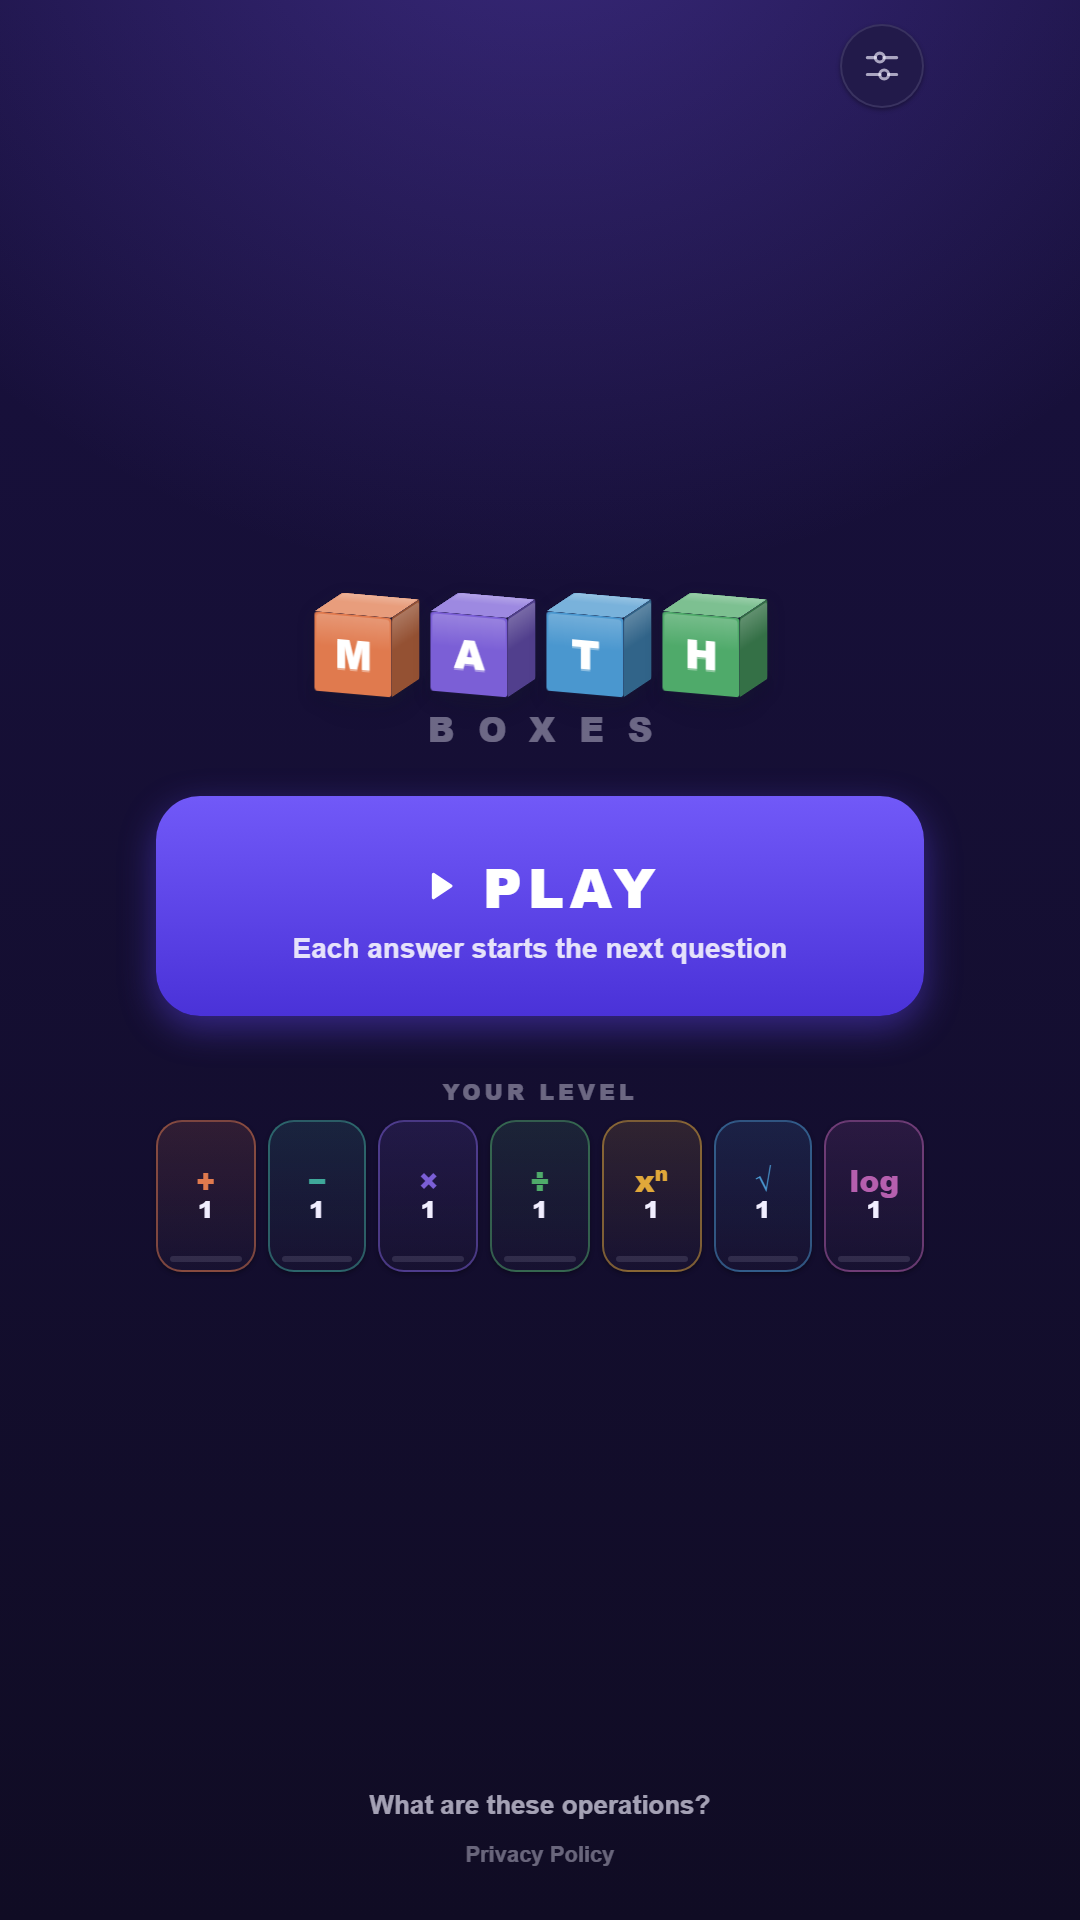 M A T H
BOXES
PLAY
Each answer starts the next question
YOUR LEVEL
+ − × ÷ xⁿ √ log
1 1 1 1 1 1 1
What are these operations?
Privacy Policy